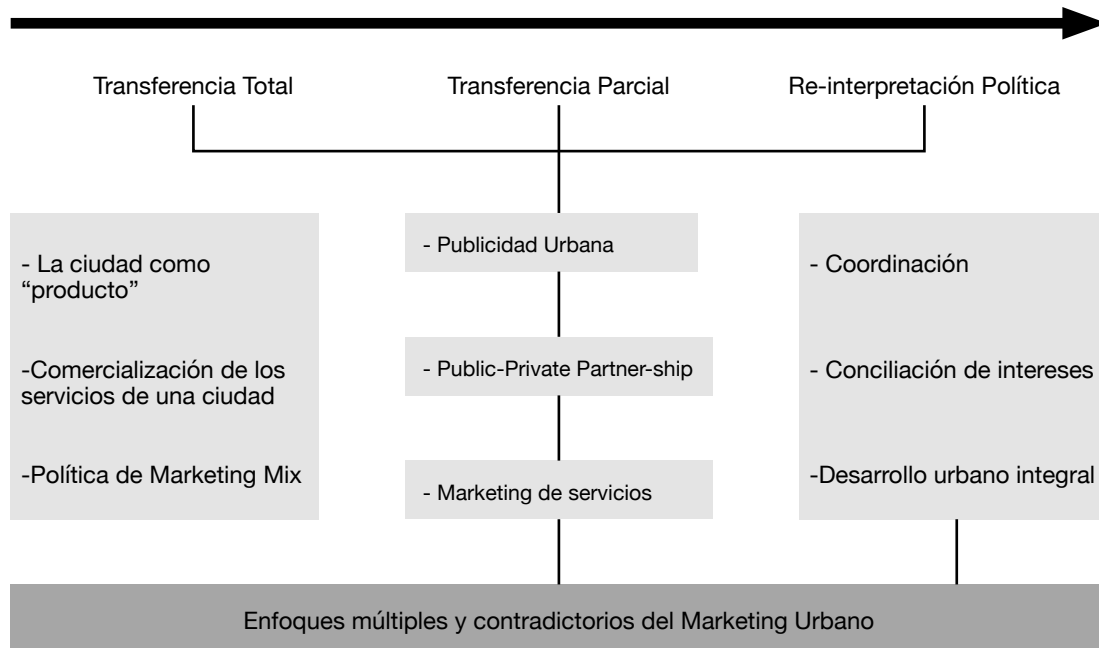 Transferencia Total
Transferencia Parcial
Re-interpretación Política
- La ciudad como
“producto”
-Comercialización de los
servicios de una ciudad
-Política de Marketing Mix
- Publicidad Urbana
- Public-Private Partner-ship
- Marketing de servicios
- Coordinación
- Conciliación de intereses
-Desarrollo urbano integral
Enfoques múltiples y contradictorios del Marketing Urbano